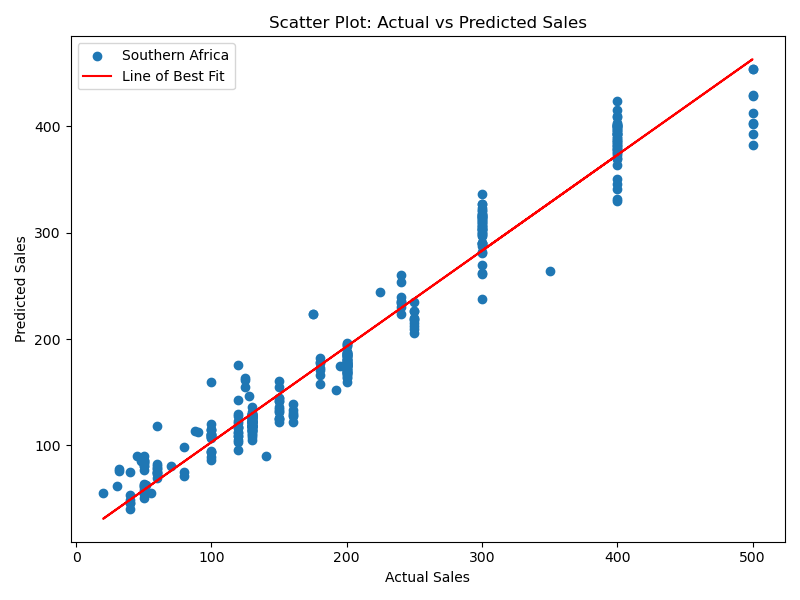 Scatter Plot: Actual vs Predicted Sales
Southern Africa
Line of Best Fit
Predicted Sales
400
300
200
100
0 100 200 300 400 500
Actual Sales